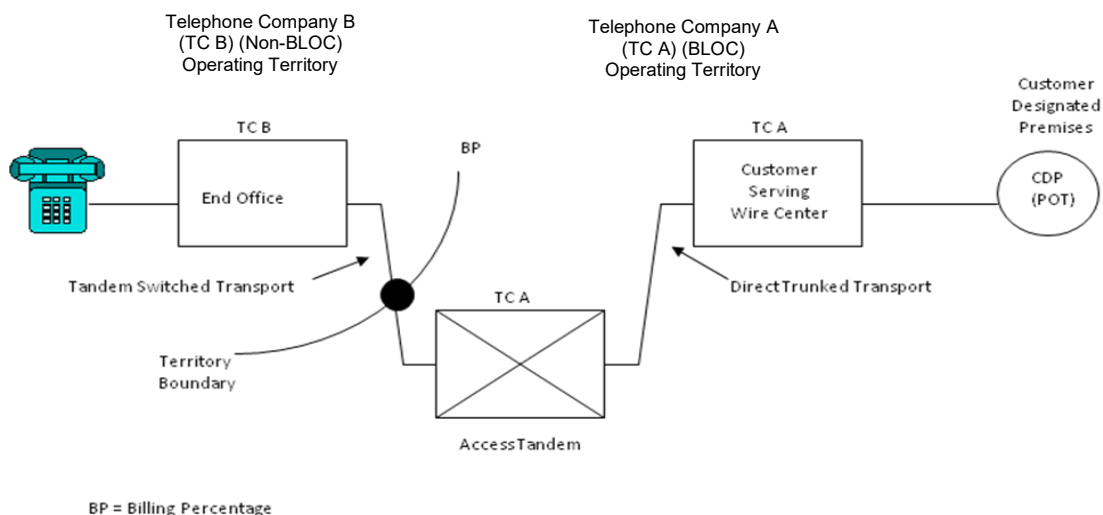 Telephone Company B
(TC B) (Non-BLOC)
Operating Territory
Telephone Company A
(TC A) (BLOC)
Operating Territory
Customer
Designated
Premises
TC B
BP
TC A
End Office
Customer
Serving
Wire Center
CDP
(POT)
Tandem Switched Transport
TC A
Direct Trunked Transport
Territory
Boundary
Access Tandem
BP = Billing Percentage